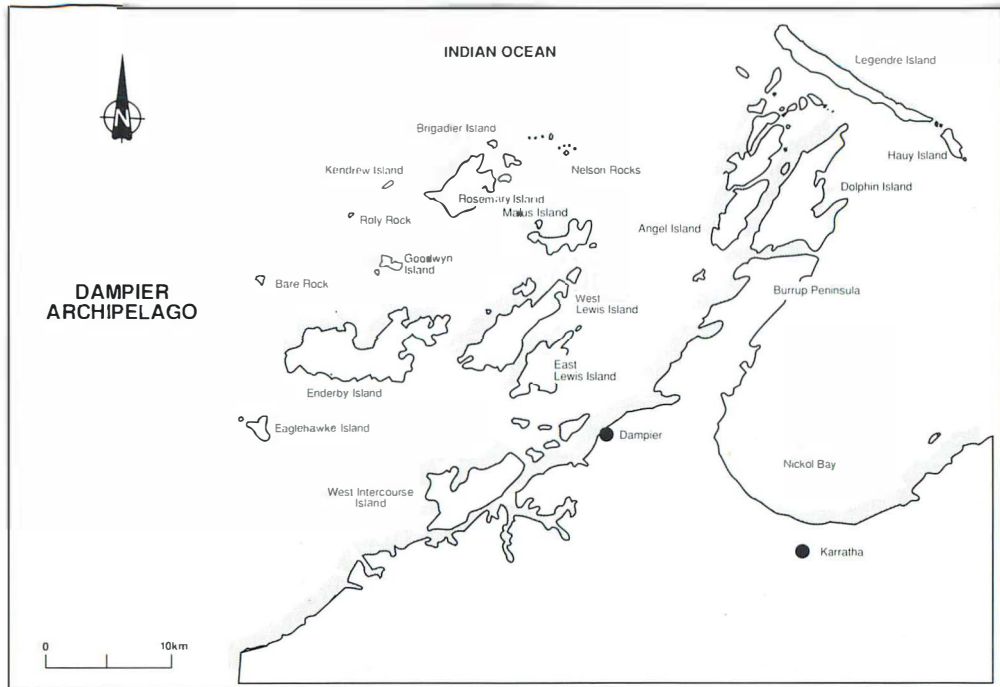 INDIAN OCEAN
Legendre Island
N
Brigadier Island
Hauy Island
Kendrew Island
Nelson Rocks
Dolphin Island
Rosemary Island
Malus Island
Roly Rock
Angel Island
Goodwyn
Island
Bare Rock
Burrup Peninsula
DAMPIER
ARCHIPELAGO
West
Lewis Island
East
Lewis Island
Enderby Island
Eaglehawke Island
Dampier
Nickol Bay
West Intercourse
Island
Karratha
0 10km